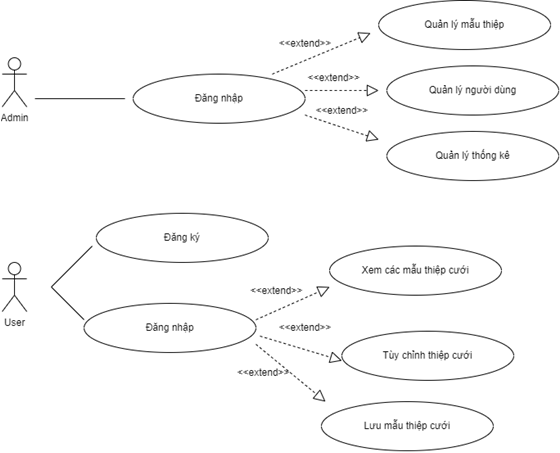 Quản lý mẫu thiệp
<<extend>>
Quản lý người dùng
<<extend>>
Đăng nhập
<<extend>>
Admin
Quản lý thống kê
Đăng ký
Xem các mẫu thiệp cưới
<<extend>>
User
Đăng nhập
<<extend>>
Tùy chỉnh thiệp cưới
<<extend>>
Lưu mẫu thiệp cưới